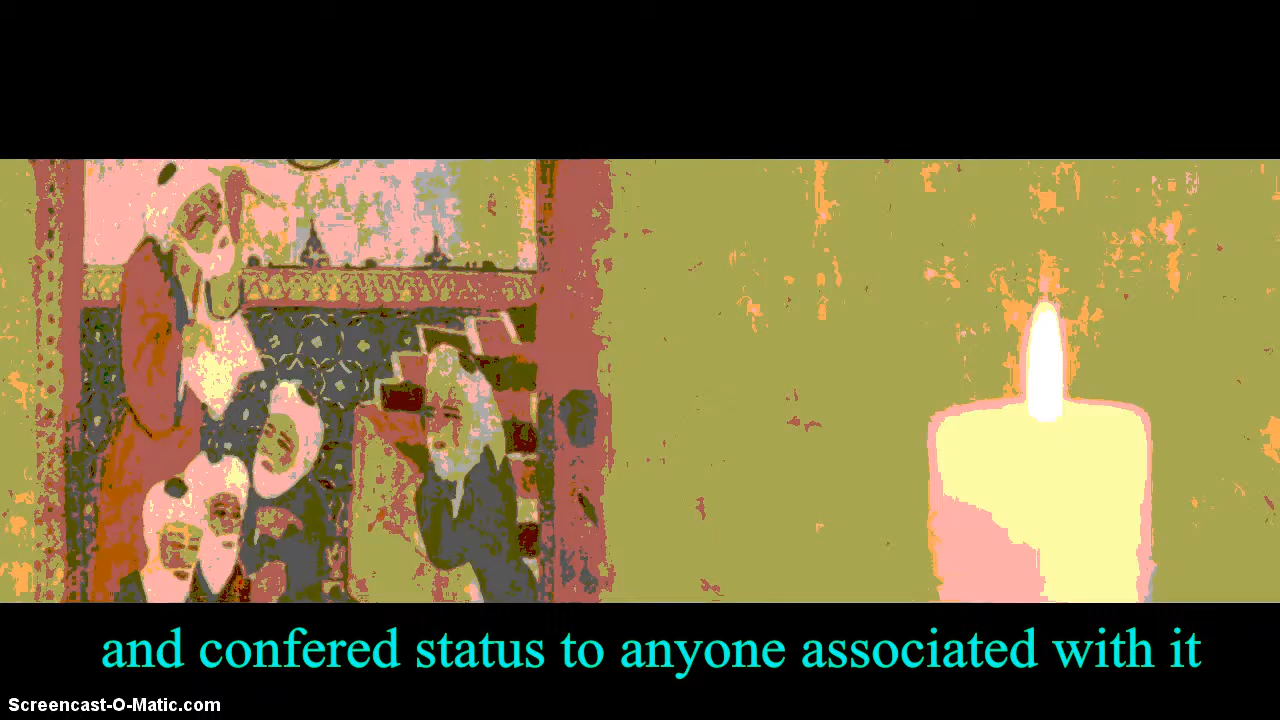 and confered status to anyone associated with it
Screencast-O-Matic.com